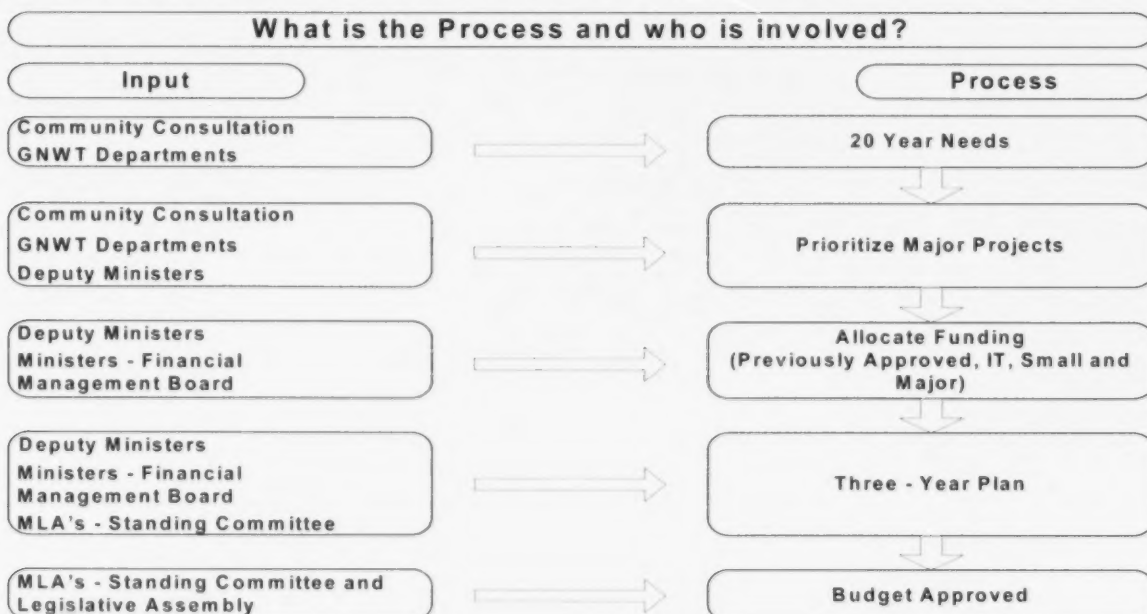 What is the Process and who is involved?
Input
Process
Community Consultation
GNWT Departments
20 Year Needs
Community Consultation
GNWT Departments
Deputy Ministers
Prioritize Major Projects
Deputy Ministers
Ministers - Financial
Management Board
Allocate Funding
(Previously Approved, IT, Small and
Major)
Deputy Ministers
Ministers - Financial
Management Board
MLA's - Standing Committee
Three - Year Plan
MLA's - Standing Committee and
Legislative Assembly
Budget Approved